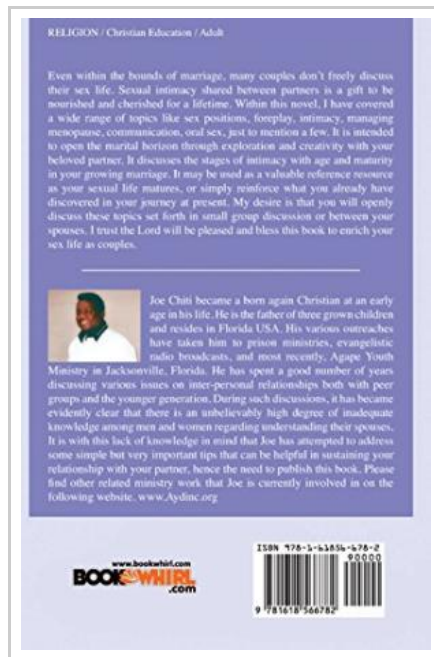 RELIGION / Christian Education / Adult
Even within the bounds of marriage, many couples don't freely discuss
their sex life. Sexual intimacy shared between partners is a gift to be
nourished and cherished for a lifetime. Within this novel, I have covered
a wide range of topics like sex positions, foreplay, intimacy, managing
menopause, communication, oral sex, just to mention a few. It is intended
to open the marital horizon through exploration and creativity with your
beloved partner. It discusses the stages of intimacy with age and maturity
in your growing marriage. It may be used as a valuable reference resource
as your sexual life matures, or simply reinforce what you already have
discovered in your journey at present. My desire is that you will openly
discuss these topics set forth in small group discussion or between your
spouses. I trust the Lord will be pleased and bless this book to enrich your
sex life as couples.
Joe Chiti became a born again Christian at an early
age in his life. He is the father of three grown children
and resides in Florida USA. His various outreaches
have taken him to prison ministries, evangelistic
radio broadcasts, and most recently, Agape Youth
Ministry in Jacksonville, Florida. He has spent a good number of years
discussing various issues on inter-personal relationships both with peer
groups and the younger generation. During such discussions, it has became
evidently clear that there is an unbelievably high degree of inadequate
knowledge among men and women regarding understanding their spouses.
It is with this lack of knowledge in mind that Joe has attempted to address
some simple but very important tips that can be helpful in sustaining your
relationship with your partner, hence the need to publish this book. Please
find other related ministry work that Joe is currently involved in on the
following website. www.Aydinc.org
www.bookwhirl.com
BOOKWHIRL
.com
ISBN 978-1-61856-678-2
90000
9 781618 566782